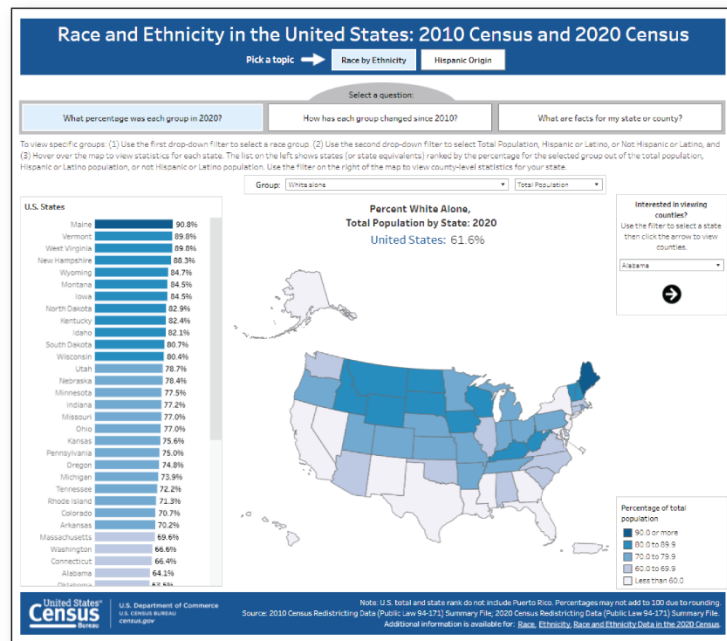 Race and Ethnicity in the United States: 2010 Census and 2020 Census
Pick a topic
Race by Ethnicity
Hispanic Origin
Select a question:
What percentage was each group in 2020?
How has each group changed since 2010?
What are facts for my state or county?
To view specific groups: (1) Use the first drop-down filter to select a race group. (2) Use the second drop-down filter to select Total Population, Hispanic or Latino, or Not Hispanic or Latino, and
(3) Hover over the map to view statistics for each state. The list on the left shows states (or state equivalents) ranked by the percentage for the selected group out of the total population,
Hispanic or Latino population, or not Hispanic or Latino population. Use the filter on the right of the map to view county-level statistics for your state.
Group: White alone
Total Population
U.S. States
Maine 90.8%
Vermont 89.8%
West Virginia 89.8%
New Hampshire 88.3%
Wyoming 84.7%
Montana 84.5%
Iowa 84.5%
North Dakota 82.9%
Kentucky 82.4%
Idaho 82.1%
South Dakota 80.7%
Wisconsin 80.4%
Utah 78.7%
Nebraska 78.4%
Minnesota 77.5%
Indiana 77.2%
Missouri 77.0%
Ohio 77.0%
Kansas 75.6%
Pennsylvania 75.0%
Oregon 74.8%
Michigan 73.9%
Tennessee 72.2%
Rhode Island 71.3%
Colorado 70.7%
Arkansas 70.2%
Massachusetts 69.6%
Washington 66.6%
Connecticut 66.4%
Alabama 64.1%
Percent White Alone,
Total Population by State: 2020
United States: 61.6%
Interested in viewing
counties?
Use the filter to select a state
then click the arrow to view
counties.
Alabama
Percentage of total
population
90.0 or more
80.0 to 89.9
70.0 to 79.9
60.0 to 69.9
Less than 60.0
United States®
Census
Bureau
U.S. Department of Commerce
U.S. CENSUS BUREAU
census.gov
Note: U.S. total and state rank do not include Puerto Rico. Percentages may not add to 100 due to rounding.
Source: 2010 Census Redistricting Data (Public Law 94-171) Summary File; 2020 Census Redistricting Data (Public Law 94-171) Summary File.
Additional information is available for: Race, Ethnicity, Race and Ethnicity Data in the 2020 Census.